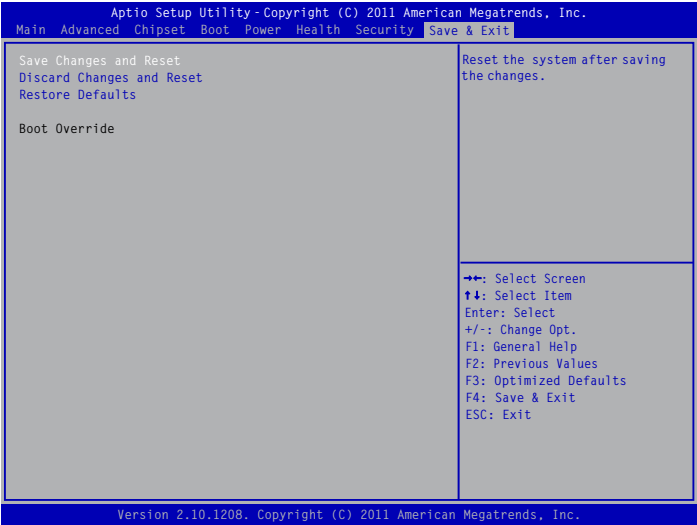 Aptio Setup Utility - Copyright (C) 2011 American Megatrends, Inc.
Main Advanced Chipset Boot Power Health Security Save & Exit
Save Changes and Reset
Discard Changes and Reset
Restore Defaults
Boot Override
Reset the system after saving
the changes.
→←: Select Screen
↑↓: Select Item
Enter: Select
+/-: Change Opt.
F1: General Help
F2: Previous Values
F3: Optimized Defaults
F4: Save & Exit
ESC: Exit
Version 2.10.1208. Copyright (C) 2011 American Megatrends, Inc.